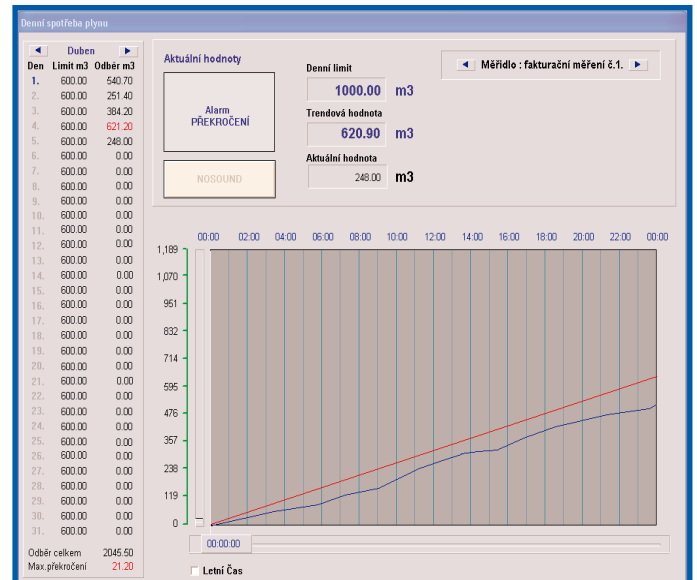 Denní spotřeba plynu
Duben
Den Limit m3 Odběr m3
1. 600.00 540.70
2. 600.00 251.40
3. 600.00 384.20
4. 600.00 621.20
5. 600.00 248.00
6. 600.00 0.00
7. 600.00 0.00
8. 600.00 0.00
9. 600.00 0.00
10. 600.00 0.00
11. 600.00 0.00
12. 600.00 0.00
13. 600.00 0.00
14. 600.00 0.00
15. 600.00 0.00
16. 600.00 0.00
17. 600.00 0.00
18. 600.00 0.00
19. 600.00 0.00
20. 600.00 0.00
21. 600.00 0.00
22. 600.00 0.00
23. 600.00 0.00
24. 600.00 0.00
25. 600.00 0.00
26. 600.00 0.00
27. 600.00 0.00
28. 600.00 0.00
29. 600.00 0.00
30. 600.00 0.00
31. 600.00 0.00
Odběr celkem 2045.50
Max.překročení 21.20
Aktuální hodnoty
Alarm
PŘEKROČENÍ
NOSOUND
Denní limit
1000.00 m3
Trendová hodnota
620.90 m3
Aktuální hodnota
248.00 m3
Měřidlo : fakturační měření č.1.
00:00 02:00 04:00 06:00 08:00 10:00 12:00 14:00 16:00 18:00 20:00 22:00 00:00
1,189
1,070
951
832
714
595
476
357
238
119
0
00:00:00
Letní Čas